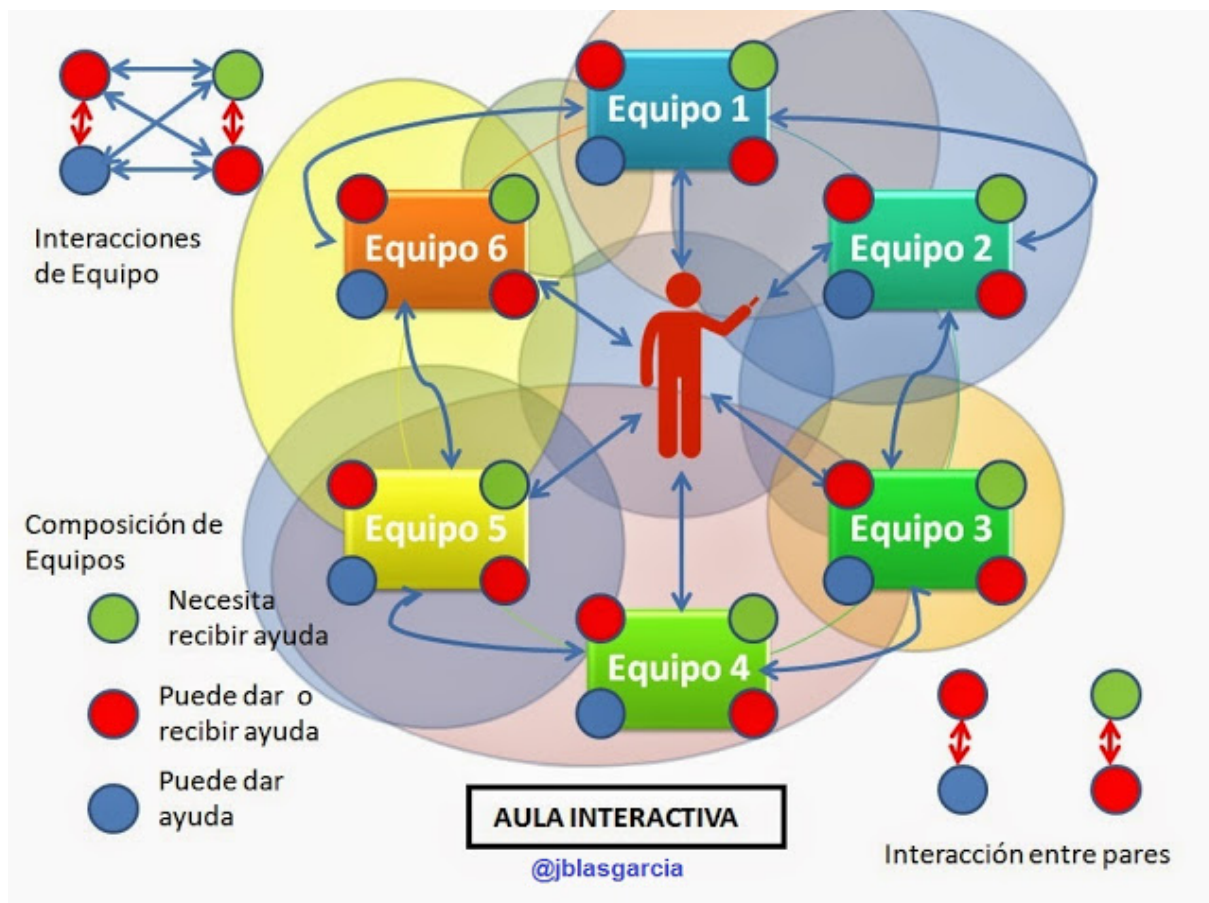 Equipo 1
Interacciones
de Equipo
Equipo 6
Equipo 2
Composición de
Equipos
Equipo 5
Equipo 3
Necesita
recibir ayuda
Puede dar o
recibir ayuda
Equipo 4
Puede dar
ayuda
AULA INTERACTIVA
@jblasgarcia
Interacción entre pares